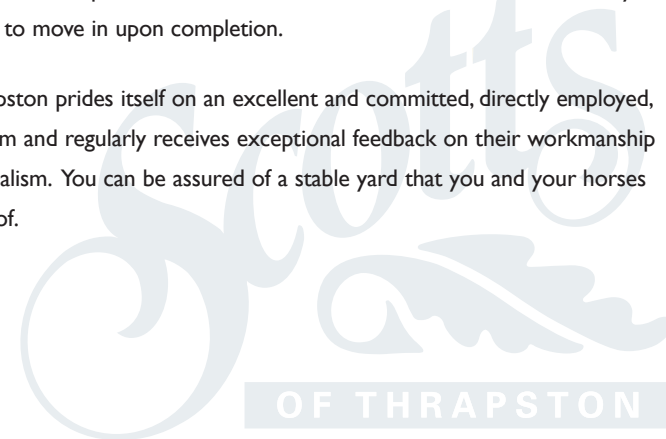 to move in upon completion.
pston prides itself on an excellent and committed, directly employed,
m and regularly receives exceptional feedback on their workmanship
alism. You can be assured of a stable yard that you and your horses
of.
Scotts
OF THRAPSTON